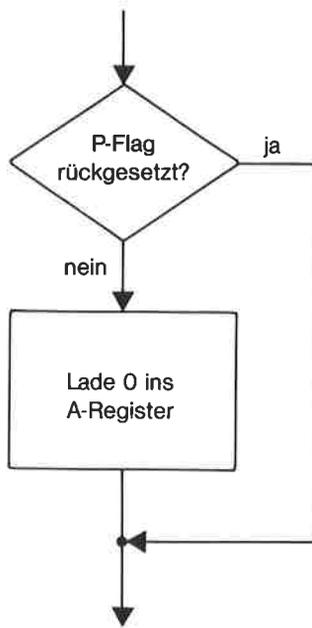 P-Flag
rückgesetzt?
ja
nein
Lade 0 ins
A-Register